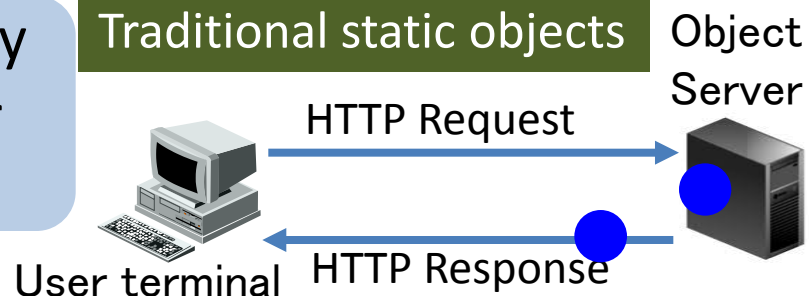 y
Traditional static objects
Object
Server
HTTP Request
HTTP Response
User terminal